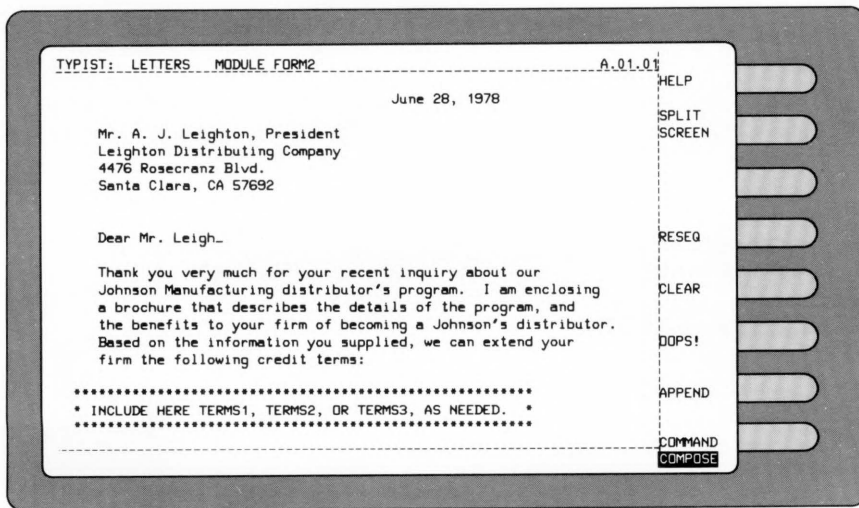 TYPIST: LETTERS MODULE FORM2 A.01.01
June 28, 1978
Mr. A. J. Leighton, President
Leighton Distributing Company
4476 Rosecranz Blvd.
Santa Clara, CA 57692
Dear Mr. Leigh_
Thank you very much for your recent inquiry about our
Johnson Manufacturing distributor's program. I am enclosing
a brochure that describes the details of the program, and
the benefits to your firm of becoming a Johnson's distributor.
Based on the information you supplied, we can extend your
firm the following credit terms:
*******************************************************
* INCLUDE HERE TERMS1, TERMS2, OR TERMS3, AS NEEDED. *
*******************************************************
HELP
SPLIT
SCREEN
RESEQ
CLEAR
OOPS!
APPEND
COMMAND
COMPOSE